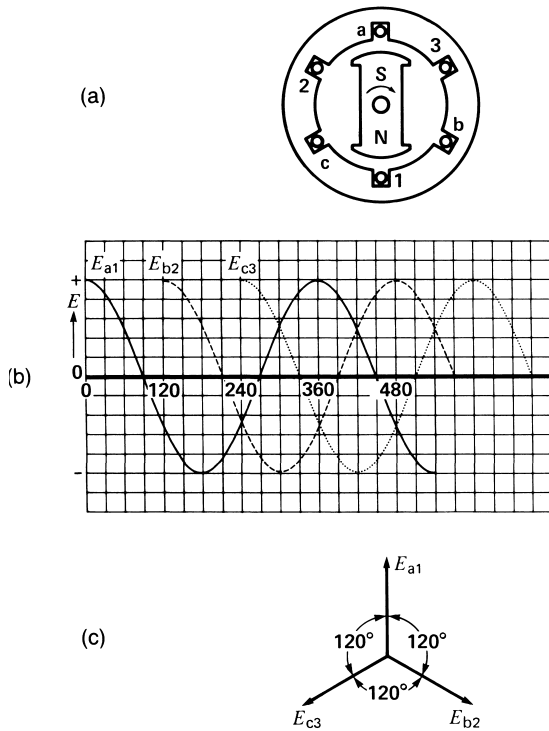 (a)
a
3
S
2
N
b
c
1
(b)
E_a1 E_b2 E_c3
+
E
0
0 120 240 360 480
−
(c)
E_a1
120° 120°
120°
E_c3 E_b2